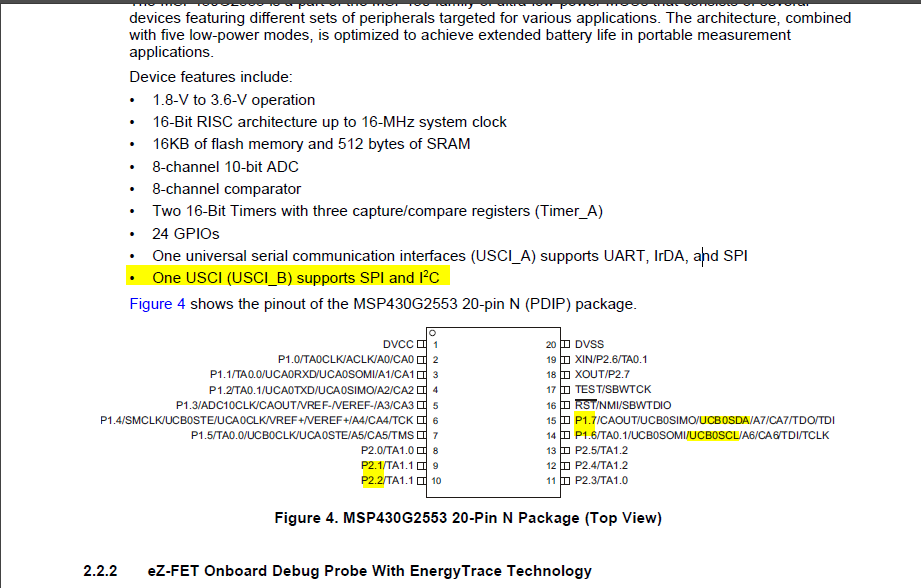 devices featuring different sets of peripherals targeted for various applications. The architecture, combined
with five low-power modes, is optimized to achieve extended battery life in portable measurement
applications.
Device features include:
• 1.8-V to 3.6-V operation
• 16-Bit RISC architecture up to 16-MHz system clock
• 16KB of flash memory and 512 bytes of SRAM
• 8-channel 10-bit ADC
• 8-channel comparator
• Two 16-Bit Timers with three capture/compare registers (Timer_A)
• 24 GPIOs
• One universal serial communication interfaces (USCI_A) supports UART, IrDA, and SPI
• One USCI (USCI_B) supports SPI and I²C
Figure 4 shows the pinout of the MSP430G2553 20-pin N (PDIP) package.
DVCC 1 20 DVSS
P1.0/TA0CLK/ACLK/A0/CA0 2 19 XIN/P2.6/TA0.1
P1.1/TA0.0/UCA0RXD/UCA0SOMI/A1/CA1 3 18 XOUT/P2.7
P1.2/TA0.1/UCA0TXD/UCA0SIMO/A2/CA2 4 17 TEST/SBWTCK
P1.3/ADC10CLK/CAOUT/VREF-/VEREF-/A3/CA3 5 16 RST/NMI/SBWTDIO
P1.4/SMCLK/UCB0STE/UCA0CLK/VREF+/VEREF+/A4/CA4/TCK 6 15 P1.7/CAOUT/UCB0SIMO/UCB0SDA/A7/CA7/TDO/TDI
P1.5/TA0.0/UCB0CLK/UCA0STE/A5/CA5/TMS 7 14 P1.6/TA0.1/UCB0SOMI/UCB0SCL/A6/CA6/TDI/TCLK
P2.0/TA1.0 8 13 P2.5/TA1.2
P2.1/TA1.1 9 12 P2.4/TA1.2
P2.2/TA1.1 10 11 P2.3/TA1.0
Figure 4. MSP430G2553 20-Pin N Package (Top View)
2.2.2 eZ-FET Onboard Debug Probe With EnergyTrace Technology